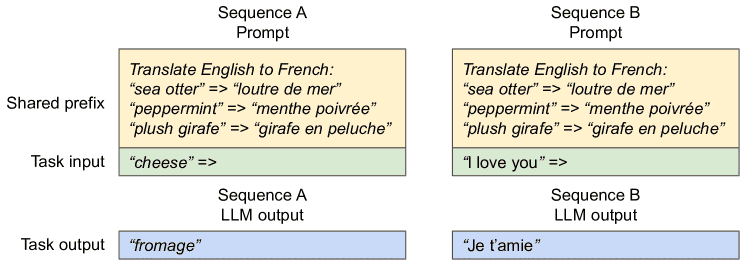 Sequence A
Prompt
Sequence B
Prompt
Shared prefix
Translate English to French:
“sea otter” => “loutre de mer”
“peppermint” => “menthe poivrée”
“plush girafe” => “girafe en peluche”
Translate English to French:
“sea otter” => “loutre de mer”
“peppermint” => “menthe poivrée”
“plush girafe” => “girafe en peluche”
Task input
“cheese” =>
“I love you” =>
Sequence A
LLM output
Sequence B
LLM output
Task output
“fromage”
“Je t’amie”